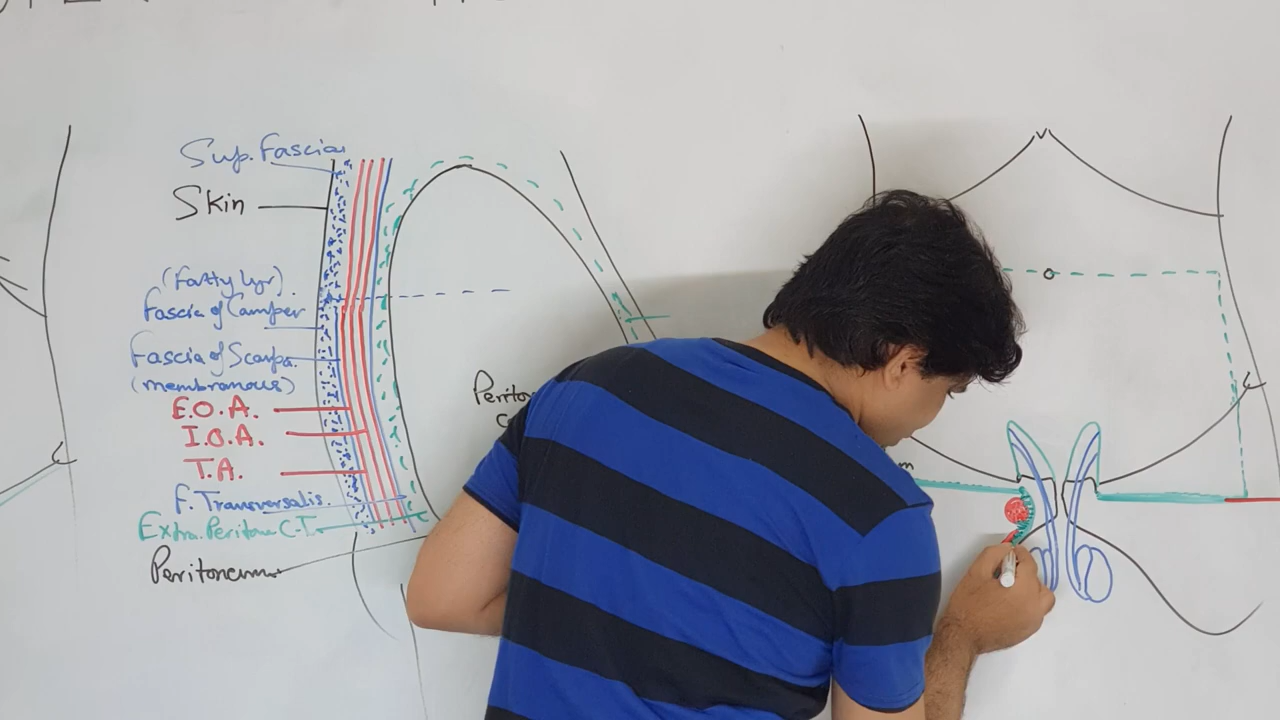 Sup. Fascia
Skin
(Fatty lyr)
Fascia of Camper
Fascia of Scarpa.
(membranous)
E.O.A.
I.O.A.
T.A.
F. Transversalis
Extra. Peritone C.T.
Peritoneum